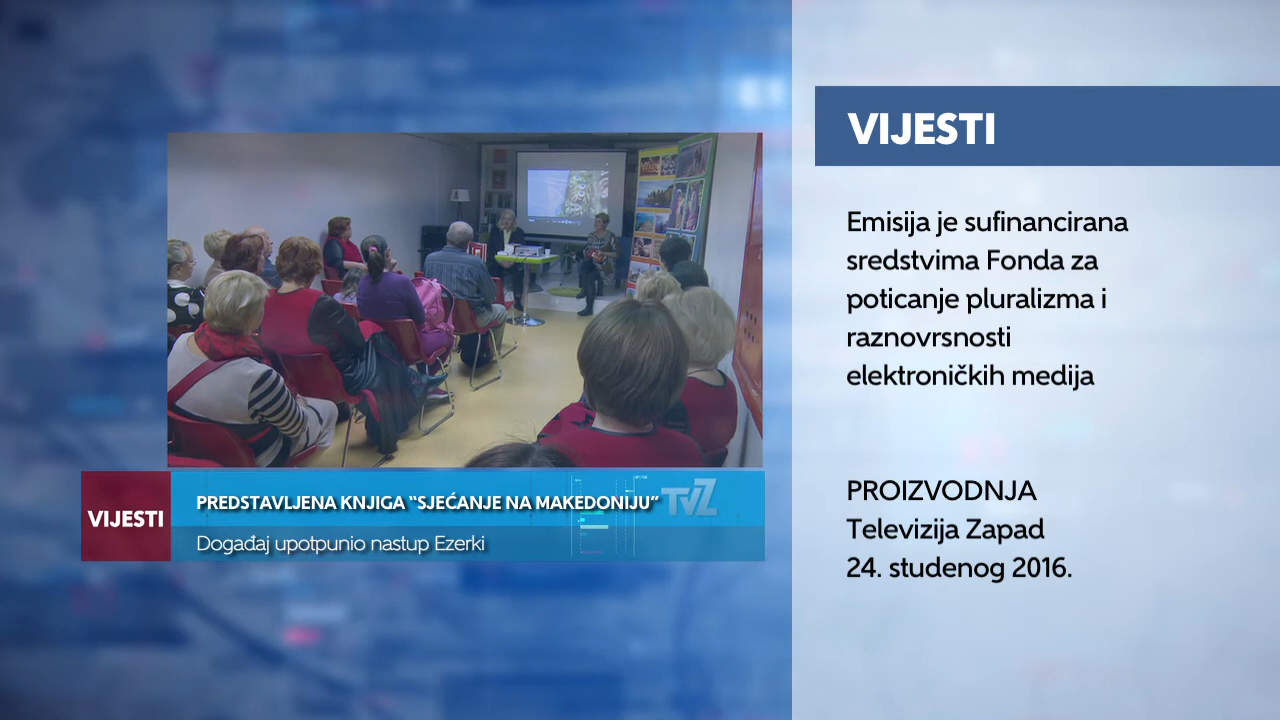 VIJESTI
Emisija je sufinancirana
sredstvima Fonda za
poticanje pluralizma i
raznovrsnosti
elektroničkih medija
PROIZVODNJA
Televizija Zapad
24. studenog 2016.
VIJESTI
PREDSTAVLJENA KNJIGA "SJEĆANJE NA MAKEDONIJU"
TvZ
Događaj upotpunio nastup Ezerki